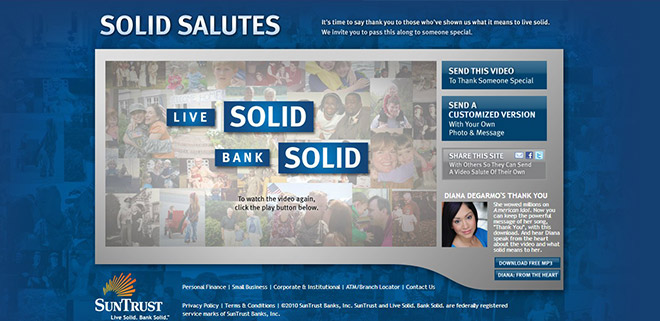 SOLID SALUTES
It's time to say thank you to those who've shown us what it means to live solid.
We invite you to pass this along to someone special.
LIVE SOLID
BANK SOLID
To watch the video again,
click the play button below.
SEND THIS VIDEO
To Thank Someone Special
SEND A
CUSTOMIZED VERSION
With Your Own
Photo & Message
SHARE THIS SITE
With Others So They Can Send
A Video Salute Of Their Own
DIANA DEGARMO'S THANK YOU
She wowed millions on
American Idol. Now you
can keep the powerful
message of her song,
"Thank You", with this
download. And hear Diana
speak from the heart
about the video and what
solid means to her.
DOWNLOAD FREE MP3
DIANA: FROM THE HEART
SUNTRUST
Live Solid. Bank Solid.℠
Personal Finance | Small Business | Corporate & Institutional | ATM/Branch Locator | Contact Us
Privacy Policy | Terms & Conditions | ©2010 SunTrust Banks, Inc. SunTrust and Live Solid. Bank Solid. are federally registered
service marks of SunTrust Banks, Inc.